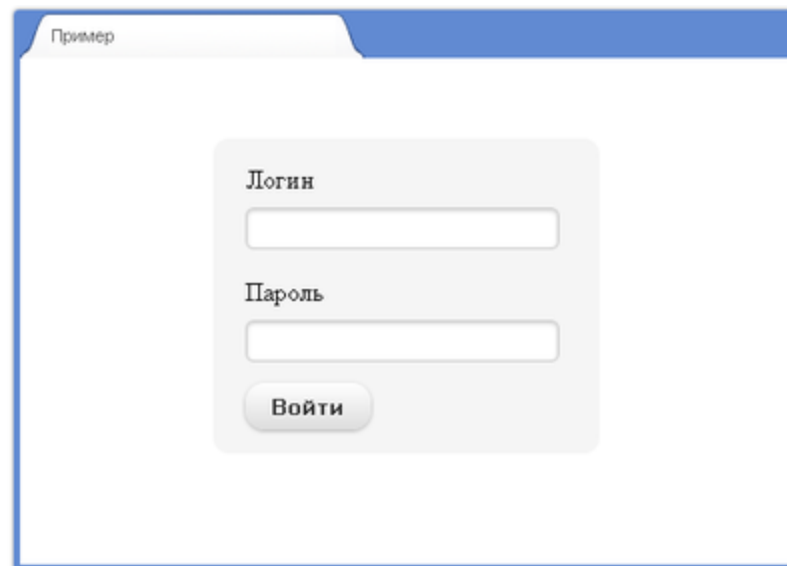 Пример
Логин
Пароль
Войти